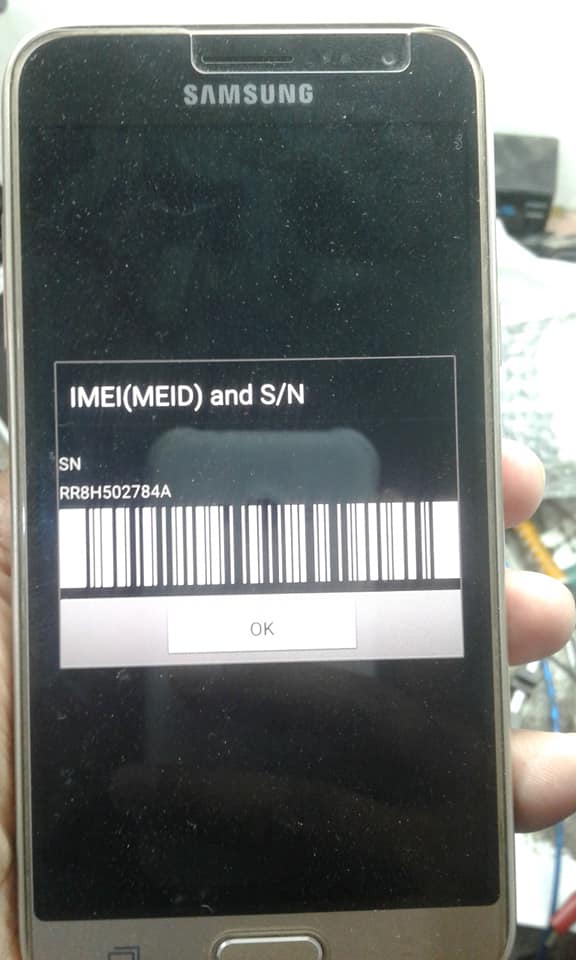 SAMSUNG
IMEI(MEID) and S/N
SN
RR8H502784A
OK